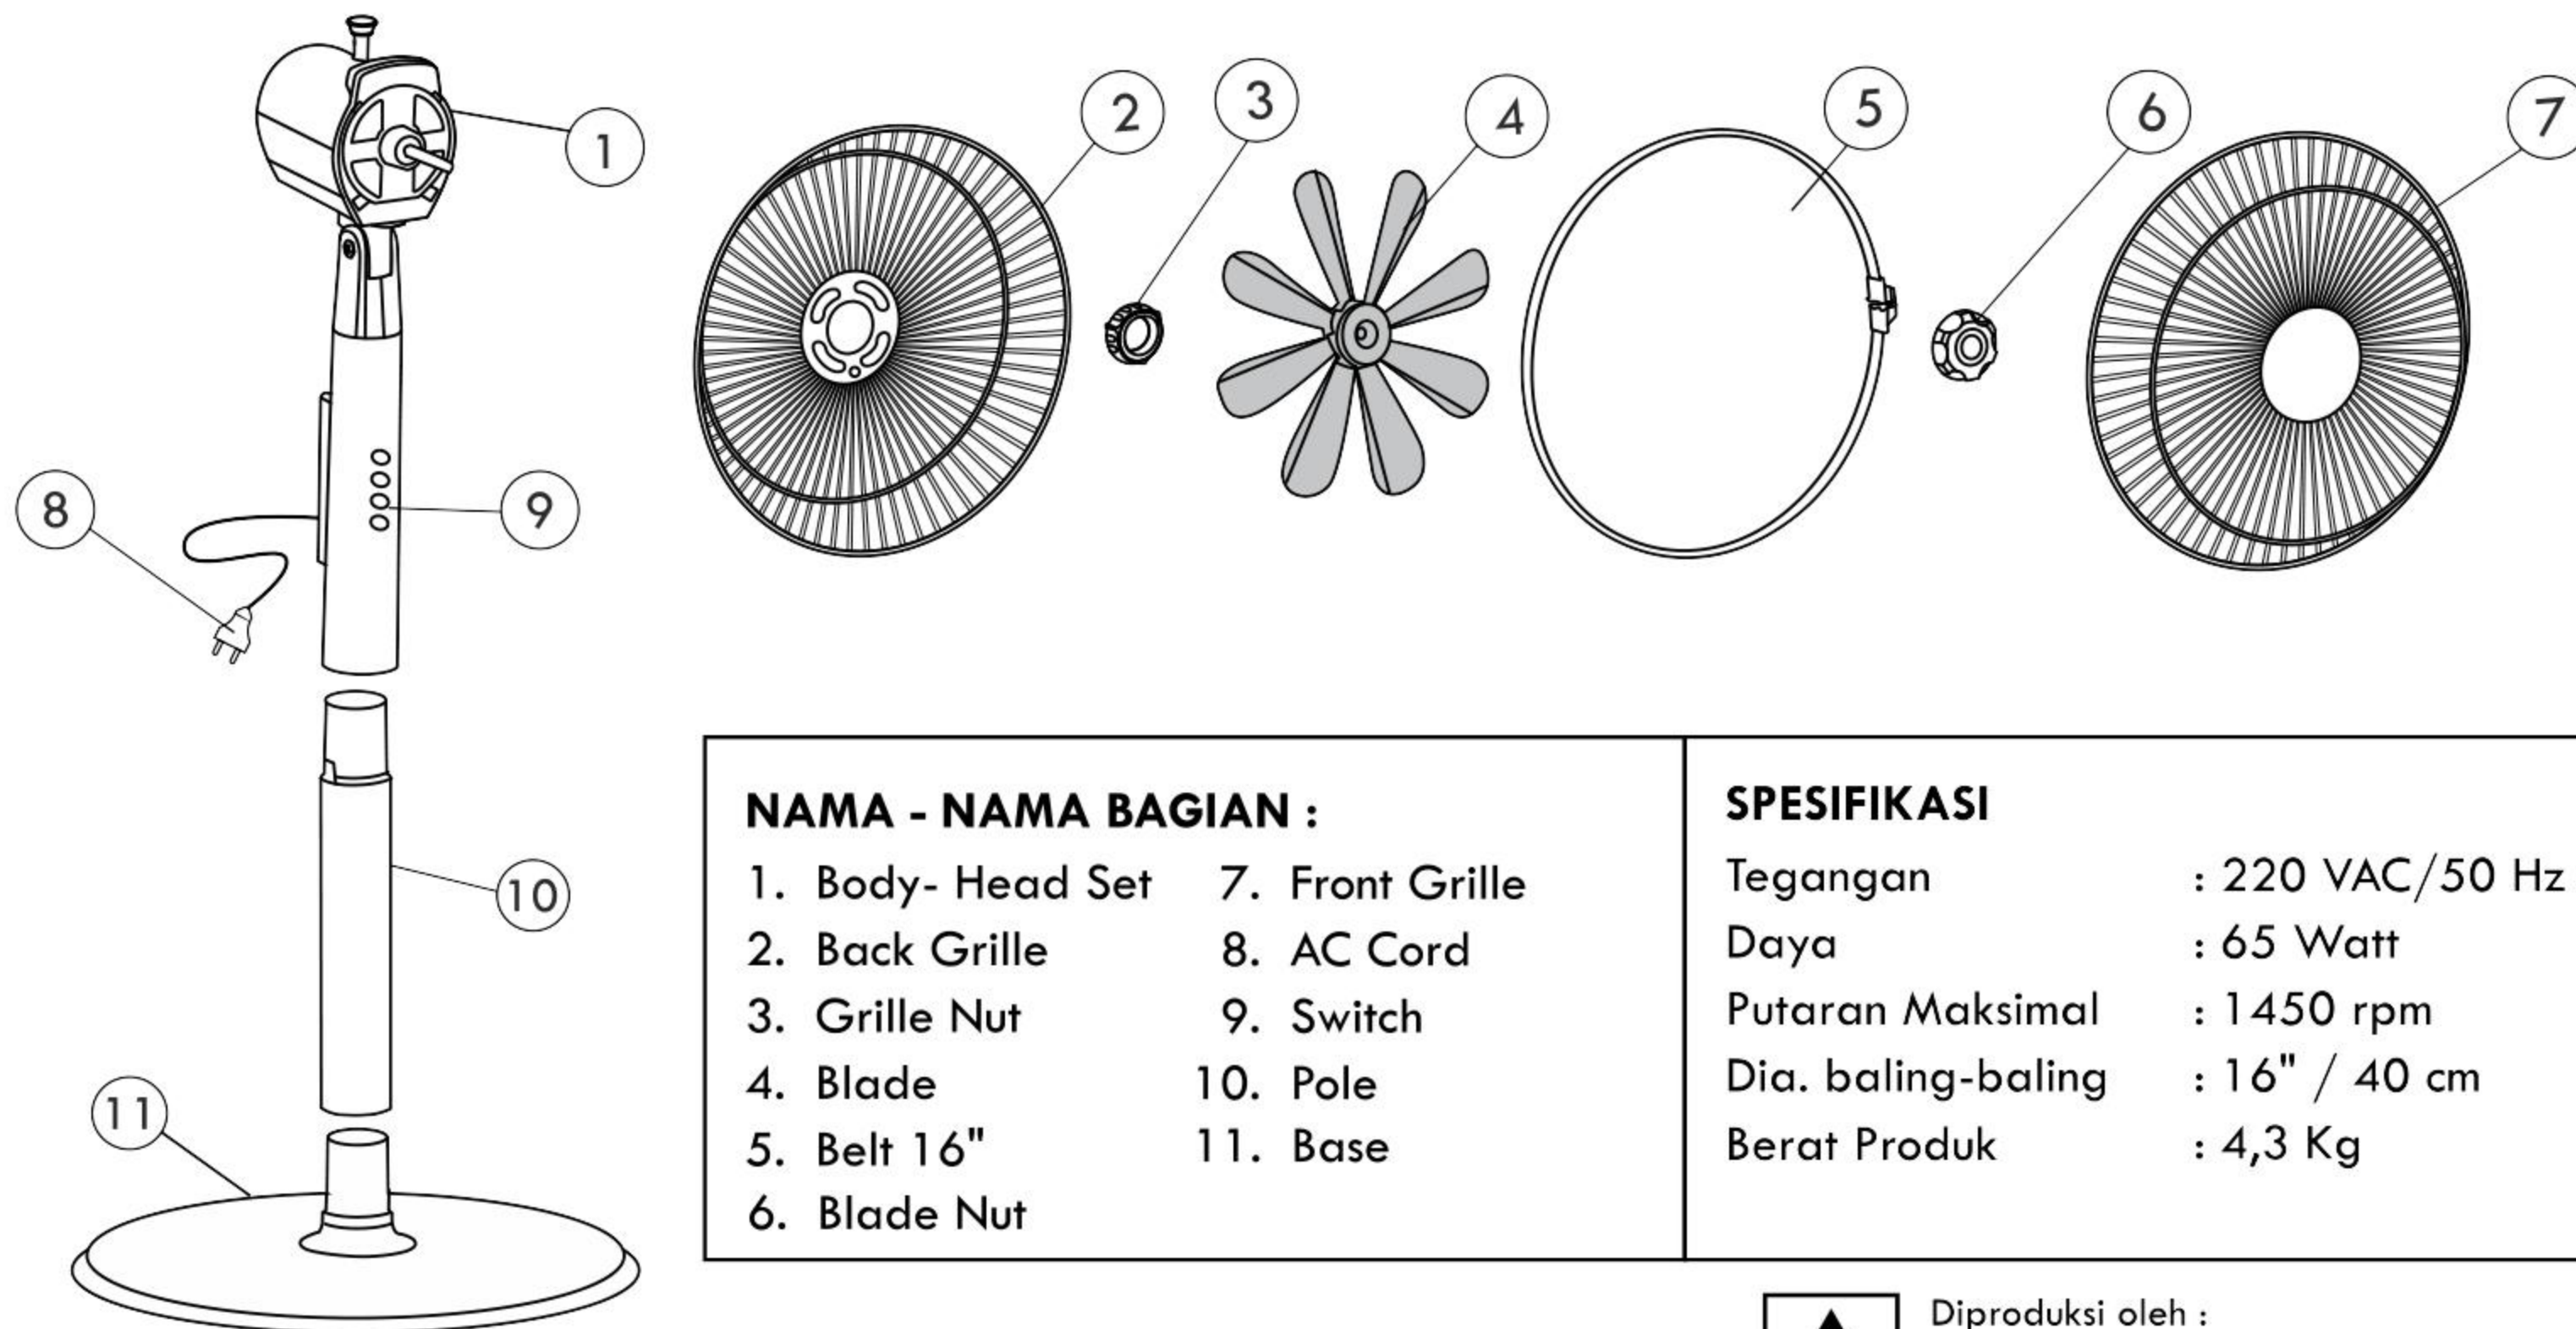 1
2
3
4
5
6
7
8
9
10
11
NAMA - NAMA BAGIAN :
1. Body- Head Set
2. Back Grille
3. Grille Nut
4. Blade
5. Belt 16"
6. Blade Nut
7. Front Grille
8. AC Cord
9. Switch
10. Pole
11. Base
SPESIFIKASI
Tegangan : 220 VAC/50 Hz
Daya : 65 Watt
Putaran Maksimal : 1450 rpm
Dia. baling-baling : 16" / 40 cm
Berat Produk : 4,3 Kg
Diproduksi oleh :